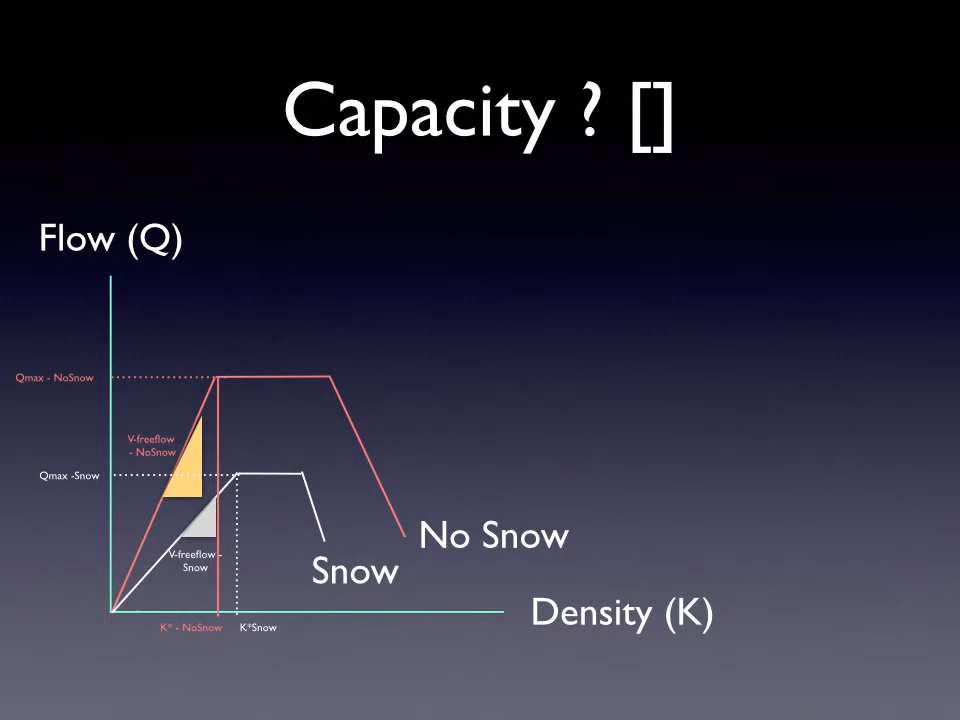 Capacity ? []
Flow (Q)
Qmax - NoSnow
V-freeflow
- NoSnow
Qmax -Snow
No Snow
V-freeflow -
Snow
Snow
Density (K)
K* - NoSnow
K*Snow